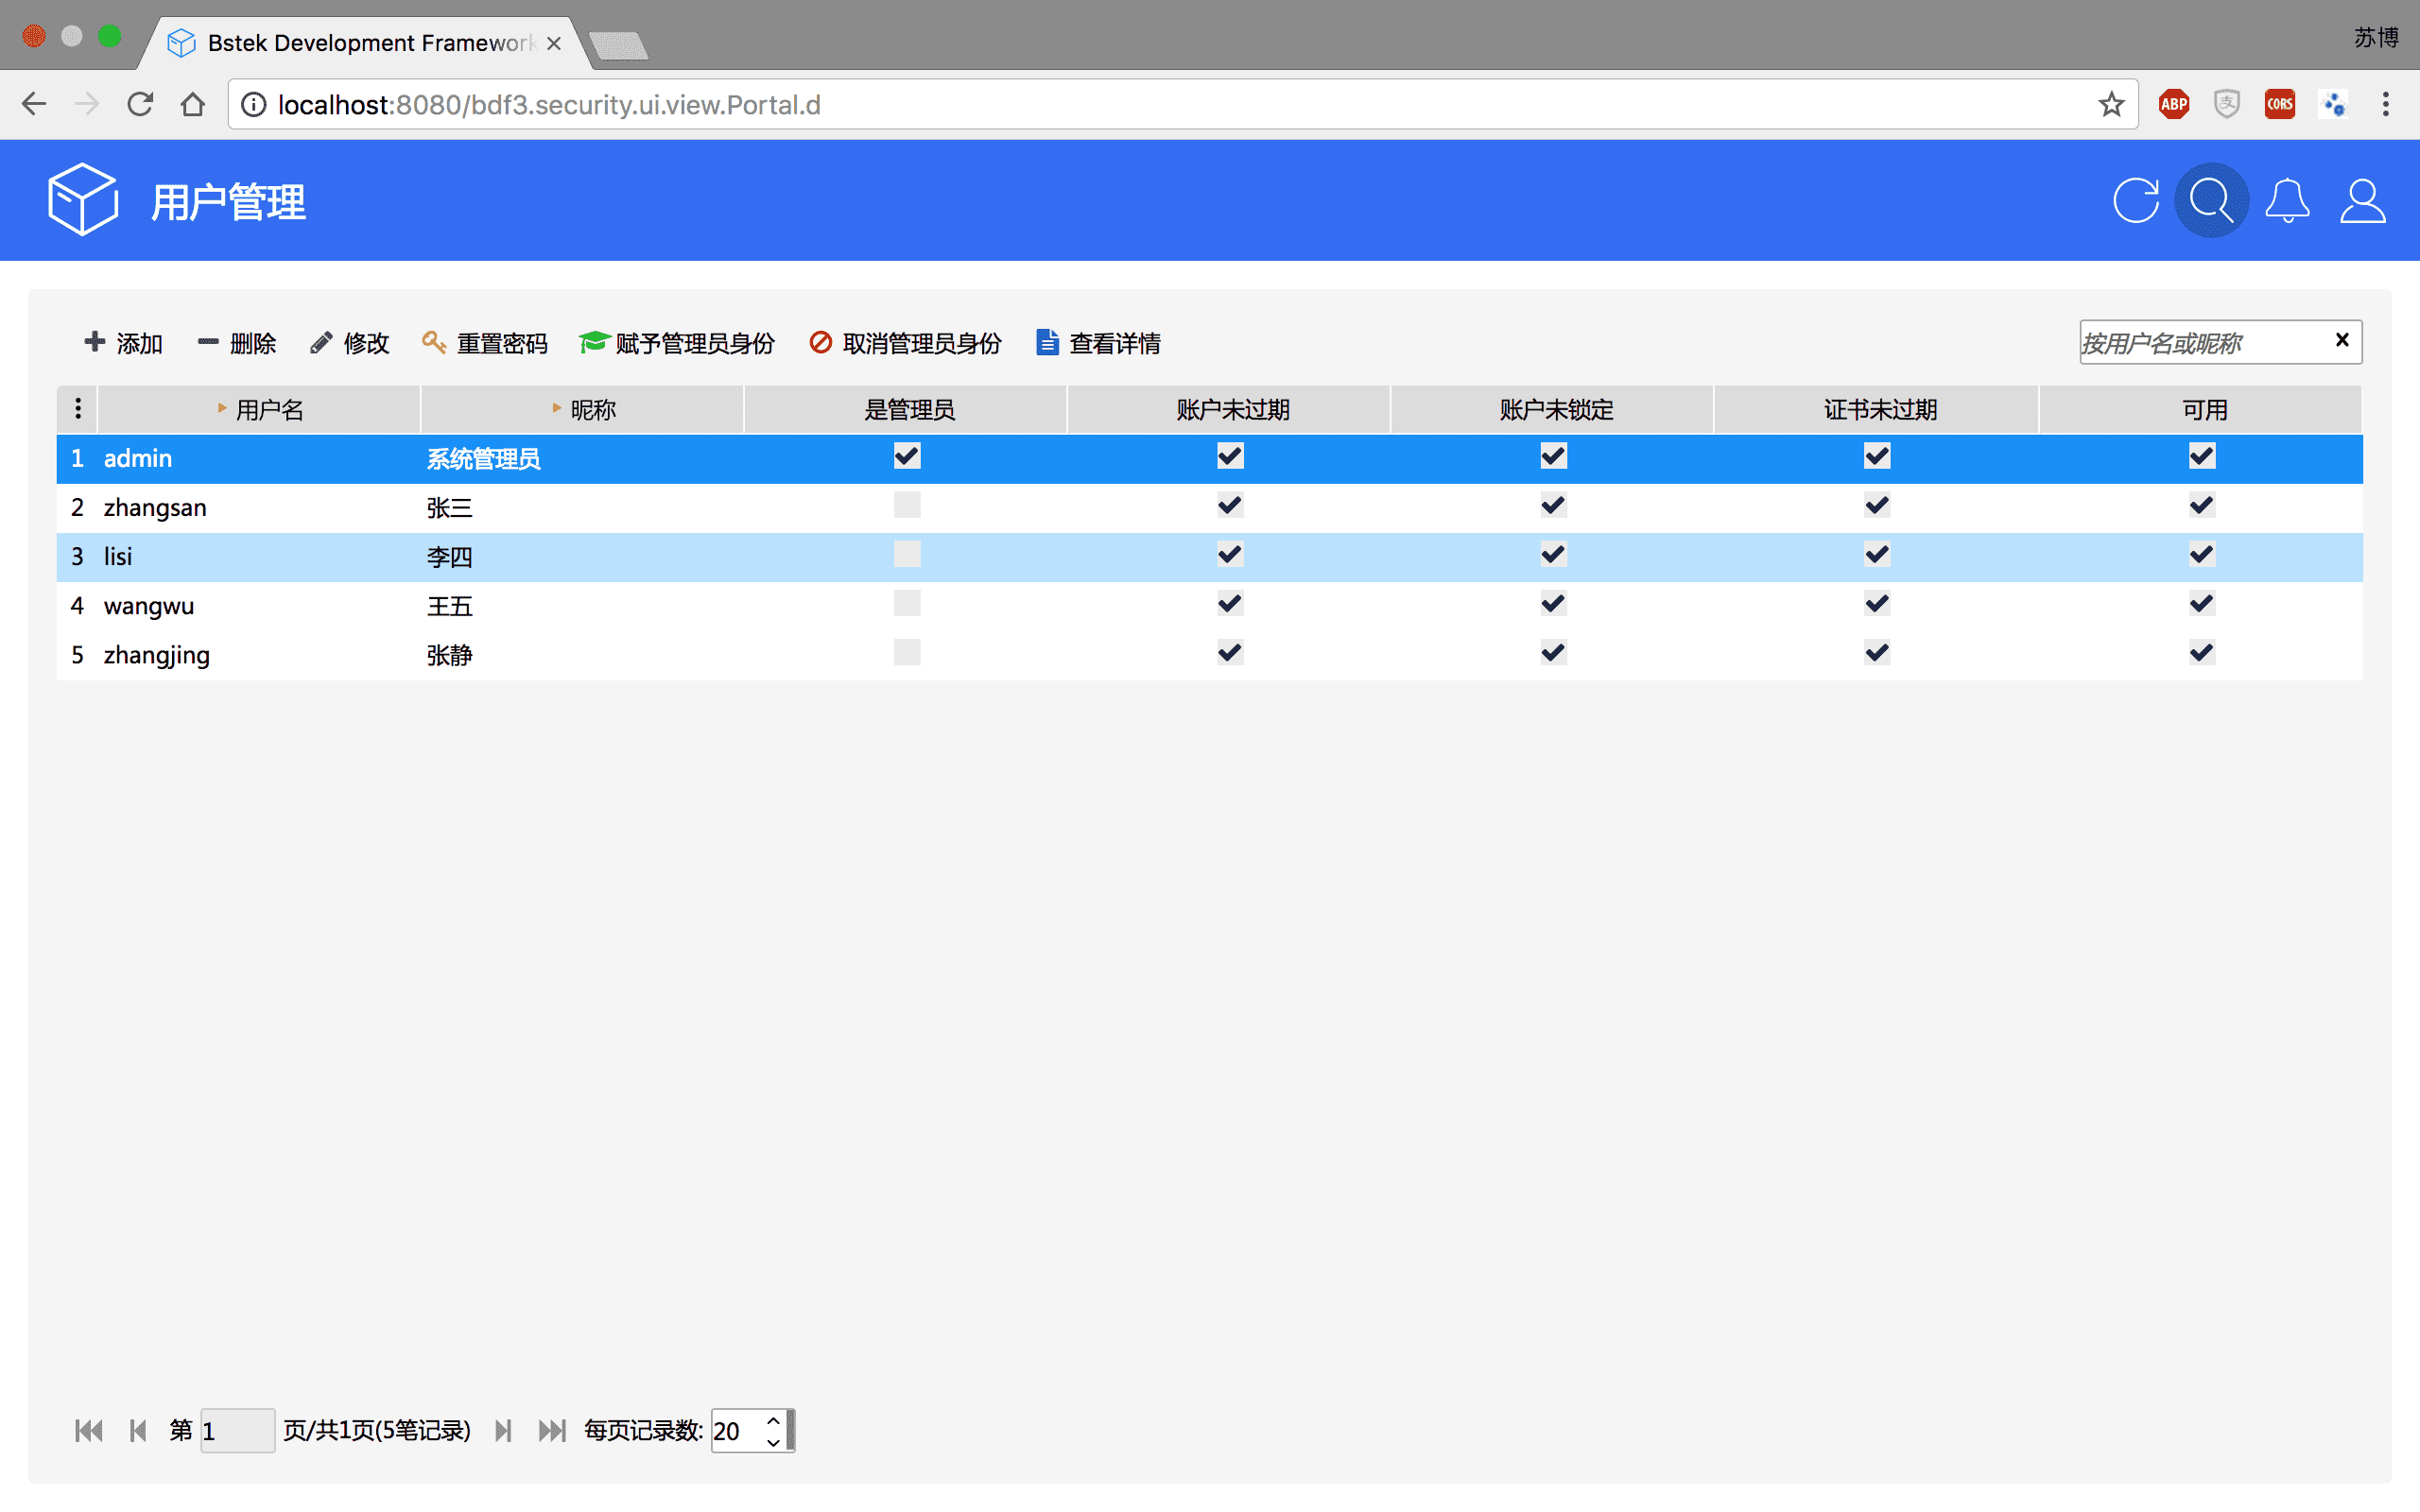 Bstek Development Framework
苏博
localhost:8080/bdf3.security.ui.view.Portal.d
ABP 支 CORS
用户管理
添加 删除 修改 重置密码 赋予管理员身份 取消管理员身份 查看详情 按用户名或昵称
用户名 昵称 是管理员 账户未过期 账户未锁定 证书未过期 可用
1 admin 系统管理员
2 zhangsan 张三
3 lisi 李四
4 wangwu 王五
5 zhangjing 张静
第 1 页/共1页(5笔记录) 每页记录数: 20